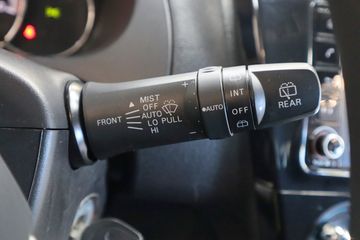 MIST
OFF
AUTO
FRONT
LO PULL
HI
+
-
AUTO
INT
OFF
REAR